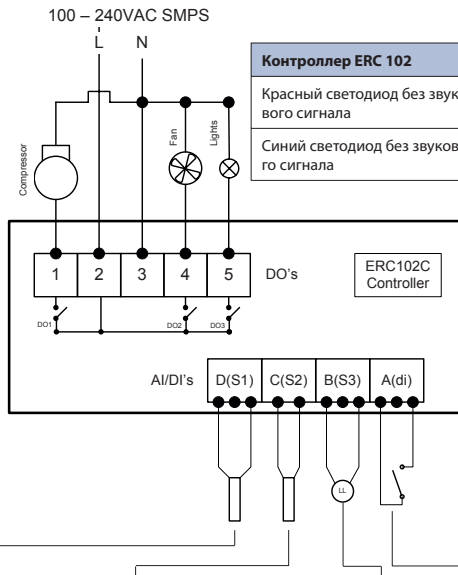 100 – 240VAC SMPS
L N
Контроллер ERC 102
Красный светодиод без звук
вого сигнала
Синий светодиод без звуков
го сигнала
Compressor
Fan
Lights
1 2 3 4 5 DO's
ERC102C
Controller
DO1 DO2 DO3
AI/DI's D(S1) C(S2) B(S3) A(di)
LL